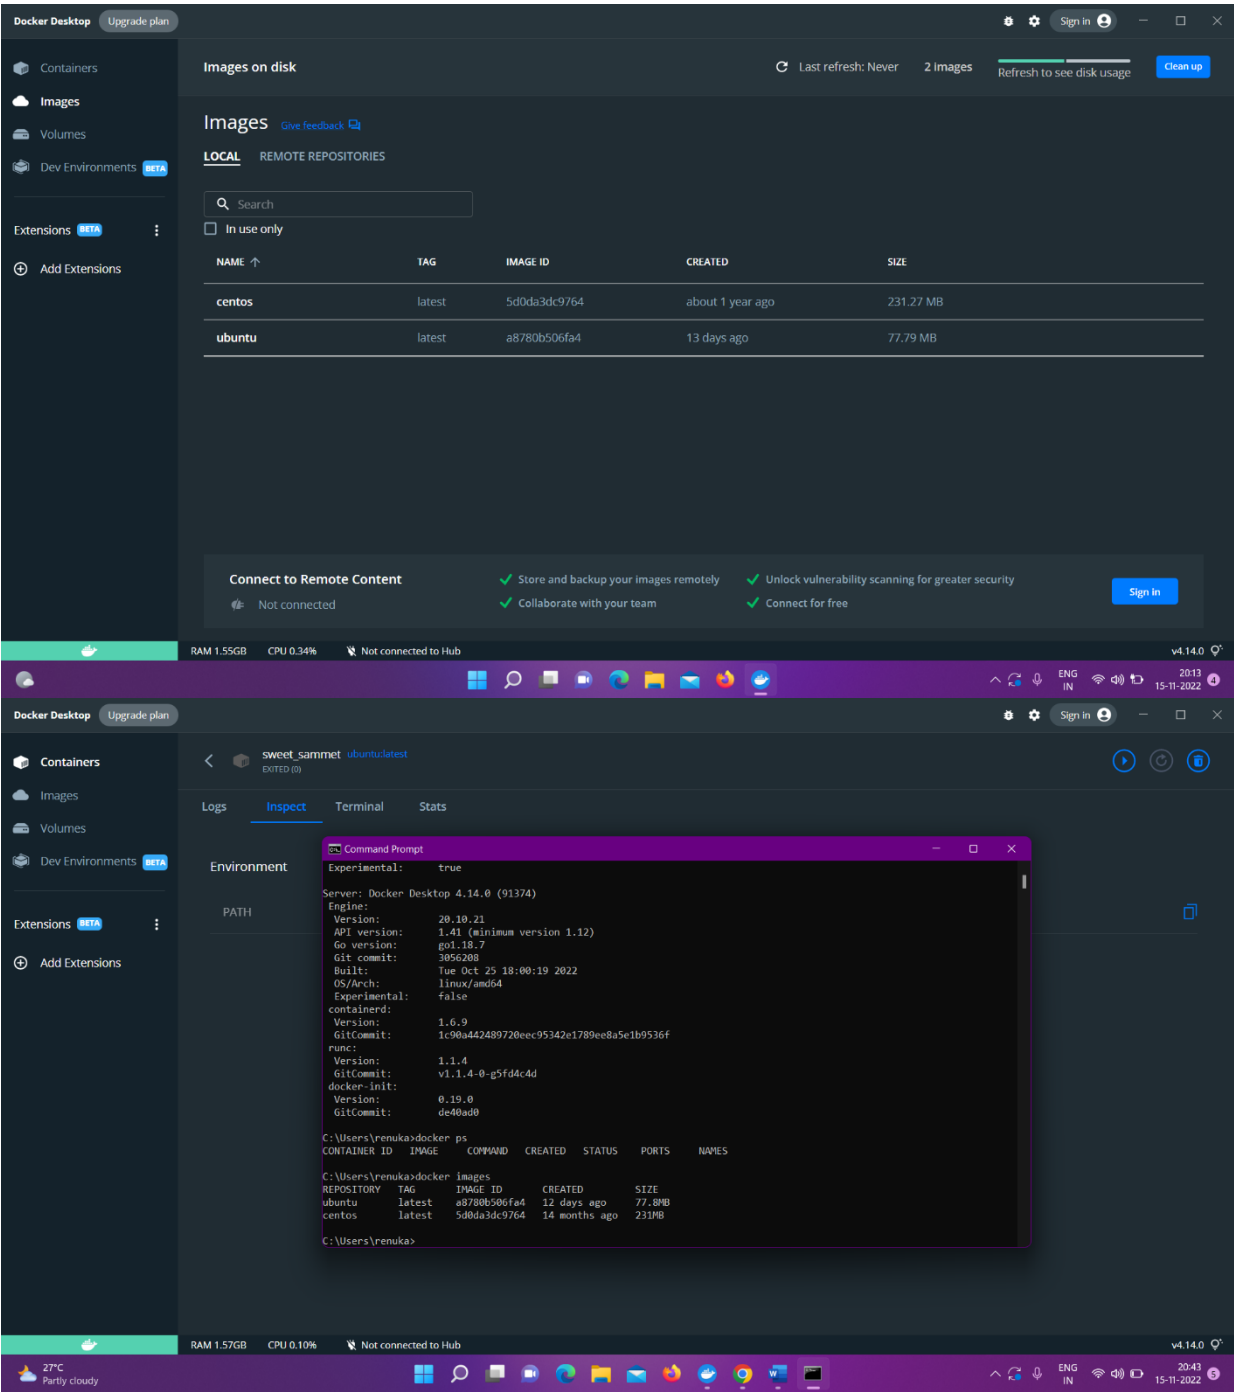 Docker Desktop Upgrade plan Sign in
Containers
Images
Volumes
Dev Environments BETA
Extensions BETA
Add Extensions
Images on disk Last refresh: Never 2 images Refresh to see disk usage Clean up
Images Give feedback
LOCAL REMOTE REPOSITORIES
Search
In use only
NAME TAG IMAGE ID CREATED SIZE
centos latest 5d0da3dc9764 about 1 year ago 231.27 MB
ubuntu latest a8780b506fa4 13 days ago 77.79 MB
Connect to Remote Content
Not connected
Store and backup your images remotely Unlock vulnerability scanning for greater security
Collaborate with your team Connect for free
Sign in
RAM 1.55GB CPU 0.34% Not connected to Hub v4.14.0
ENG
IN
20:13
15-11-2022 4
Docker Desktop Upgrade plan Sign in
Containers
Images
Volumes
Dev Environments BETA
Extensions BETA
Add Extensions
sweet_sammet ubuntu:latest
EXITED (0)
Logs Inspect Terminal Stats
Environment
PATH
Command Prompt
Experimental: true
Server: Docker Desktop 4.14.0 (91374)
Engine:
Version: 20.10.21
API version: 1.41 (minimum version 1.12)
Go version: go1.18.7
Git commit: 3056208
Built: Tue Oct 25 18:00:19 2022
OS/Arch: linux/amd64
Experimental: false
containerd:
Version: 1.6.9
GitCommit: 1c90a442489720eec95342e1789ee8a5e1b9536f
runc:
Version: 1.1.4
GitCommit: v1.1.4-0-g5fd4c4d
docker-init:
Version: 0.19.0
GitCommit: de40ad0
C:\Users\renuka>docker ps
CONTAINER ID IMAGE COMMAND CREATED STATUS PORTS NAMES
C:\Users\renuka>docker images
REPOSITORY TAG IMAGE ID CREATED SIZE
ubuntu latest a8780b506fa4 12 days ago 77.8MB
centos latest 5d0da3dc9764 14 months ago 231MB
C:\Users\renuka>
RAM 1.57GB CPU 0.10% Not connected to Hub v4.14.0
27°C
Partly cloudy
ENG
IN
20:43
15-11-2022 5